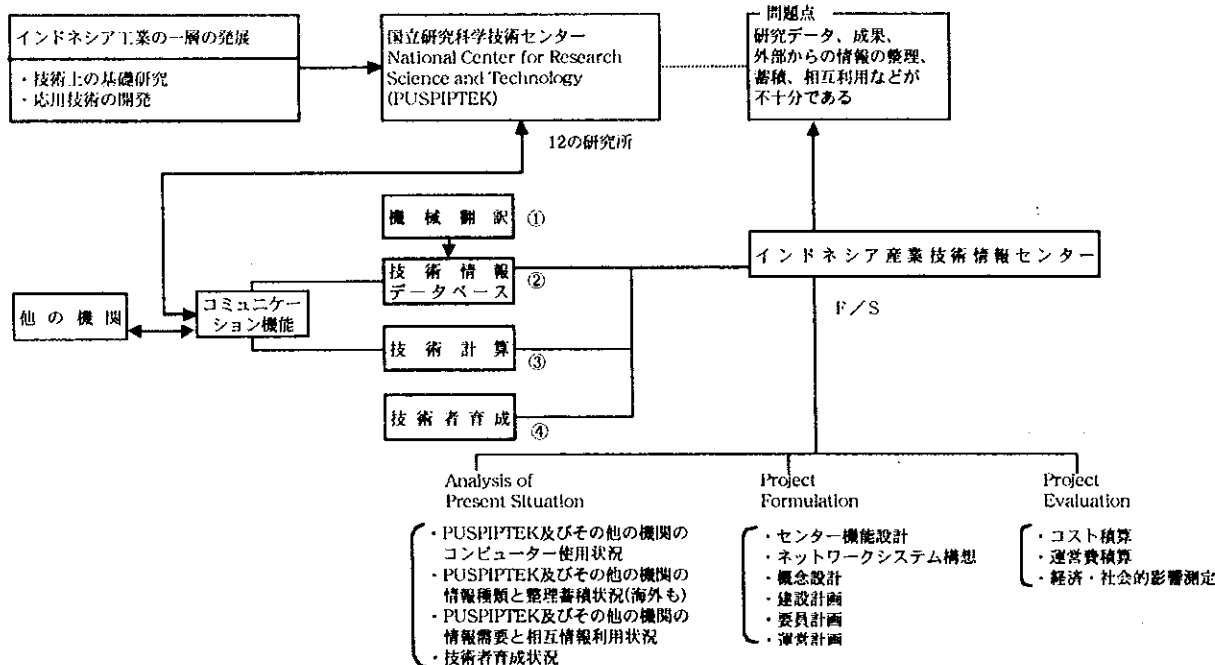 インドネシア工業の一層の発展
・技術上の基礎研究
・応用技術の開発
国立研究科学技術センター
National Center for Research
Science and Technology
(PUSPIPTEK)
問題点
研究データ、成果、
外部からの情報の整理、
蓄積、相互利用などが
不十分である
12の研究所
機械翻訳 ①
技術情報
データベース ②
インドネシア産業技術情報センター
他の機関
コミュニケー
ション機能
F/S
技術計算 ③
技術者育成 ④
Analysis of
Present Situation
・PUSPIPTEK及びその他の機関の
コンピューター使用状況
・PUSPIPTEK及びその他の機関の
情報種類と整理蓄積状況(海外も)
・PUSPIPTEK及びその他の機関の
情報需要と相互情報利用状況
・技術者育成状況
Project
Formulation
・センター機能設計
・ネットワークシステム構想
・概念設計
・建設計画
・要員計画
・運営計画
Project
Evaluation
・コスト積算
・運営費積算
・経済・社会的影響測定